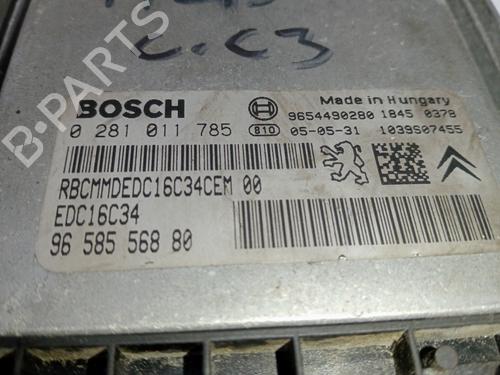 C.C3
BOSCH
Made in Hungary
0 281 011 785
9654490280 1845 0378
810 05-05-31 1039S07455
RBCMMDEDC16C34CEM 00
EDC16C34
96 585 568 80
B-Parts